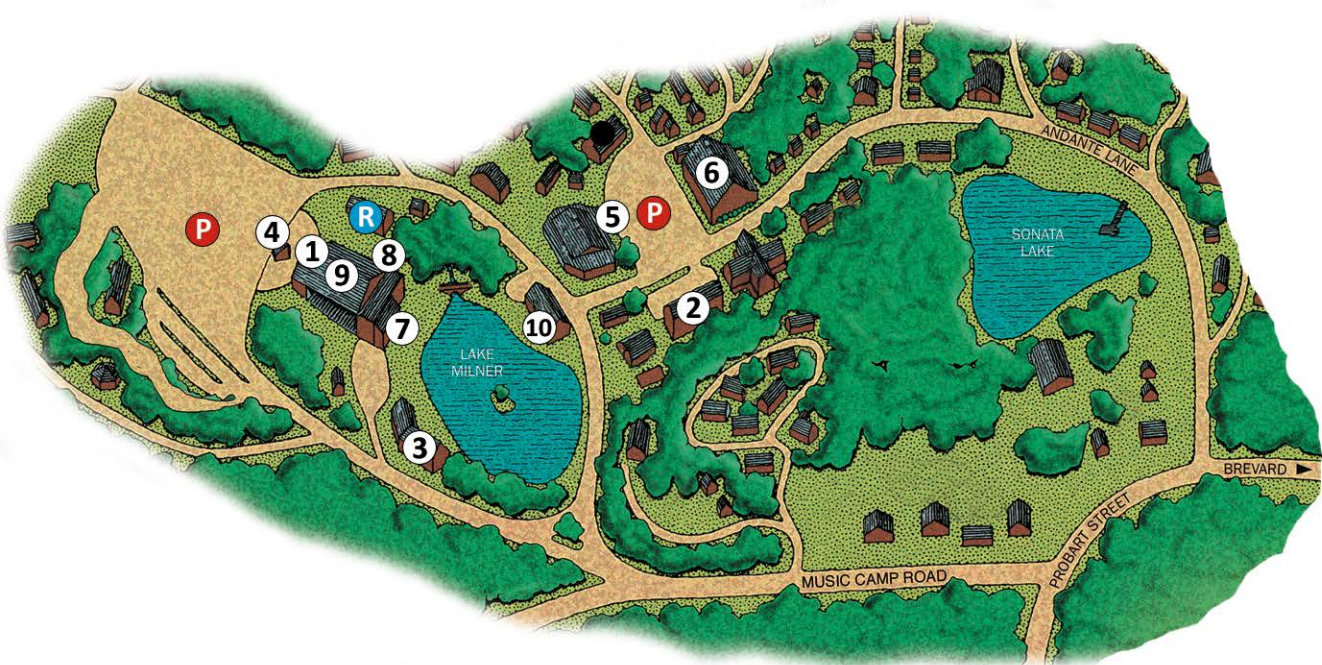 6
ANDANTE LANE
R
5
P
P
4
1
8
SONATA
LAKE
9
2
7
10
LAKE
MILNER
3
BREVARD
PROBART STREET
MUSIC CAMP ROAD